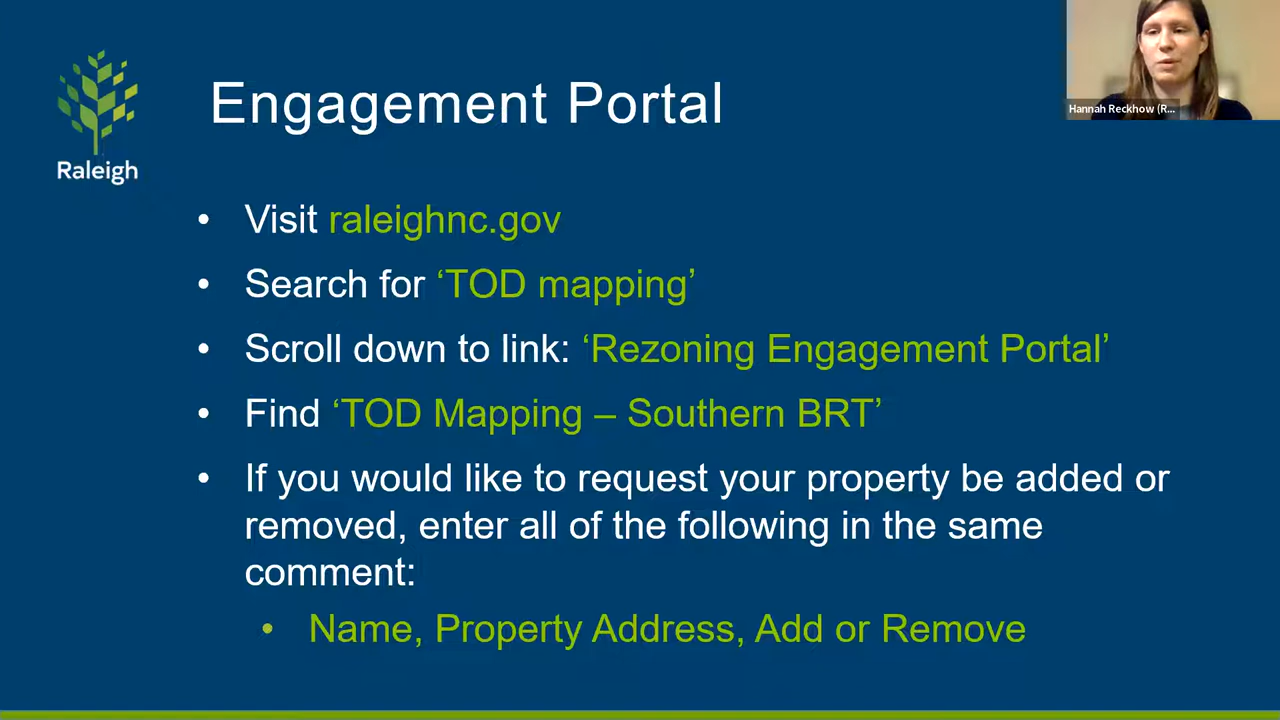 Engagement Portal
Hannah Reckhow (R...
Raleigh
• Visit raleighnc.gov
• Search for ‘TOD mapping’
• Scroll down to link: ‘Rezoning Engagement Portal’
• Find ‘TOD Mapping – Southern BRT’
• If you would like to request your property be added or
removed, enter all of the following in the same
comment:
• Name, Property Address, Add or Remove